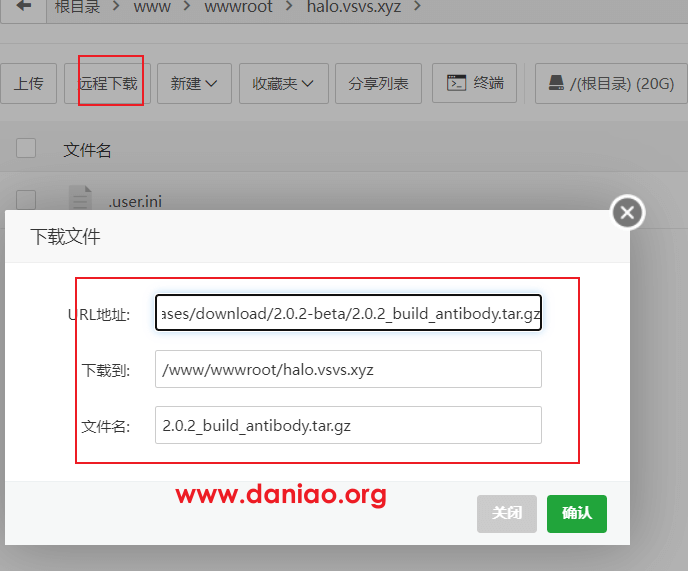 根目录 > www > wwwroot > halo.vsvs.xyz >
上传 远程下载 新建 收藏夹 分享列表 终端 /(根目录) (20G)
文件名
.user.ini
下载文件
URL地址: ases/download/2.0.2-beta/2.0.2_build_antibody.tar.gz
下载到: /www/wwwroot/halo.vsvs.xyz
文件名: 2.0.2_build_antibody.tar.gz
www.daniao.org
关闭 确认